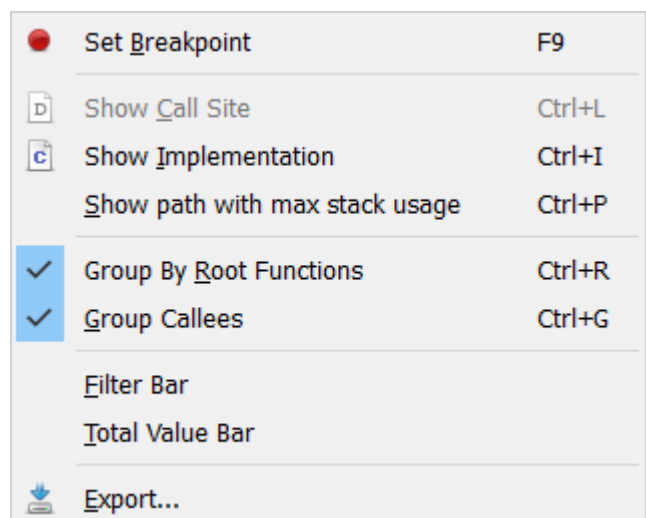 Set Breakpoint F9
D Show Call Site Ctrl+L
C Show Implementation Ctrl+I
Show path with max stack usage Ctrl+P
Group By Root Functions Ctrl+R
Group Callees Ctrl+G
Filter Bar
Total Value Bar
Export...